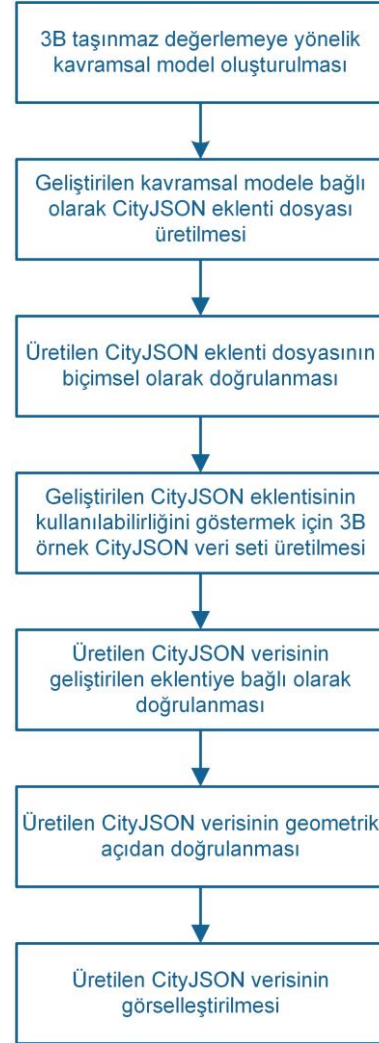 3B taşınmaz değerlemeye yönelik
kavramsal model oluşturulması
Geliştirilen kavramsal modele bağlı
olarak CityJSON eklenti dosyası
üretilmesi
Üretilen CityJSON eklenti dosyasının
biçimsel olarak doğrulanması
Geliştirilen CityJSON eklentisinin
kullanılabilirliğini göstermek için 3B
örnek CityJSON veri seti üretilmesi
Üretilen CityJSON verisinin
geliştirilen eklentiye bağlı olarak
doğrulanması
Üretilen CityJSON verisinin geometrik
açıdan doğrulanması
Üretilen CityJSON verisinin
görselleştirilmesi